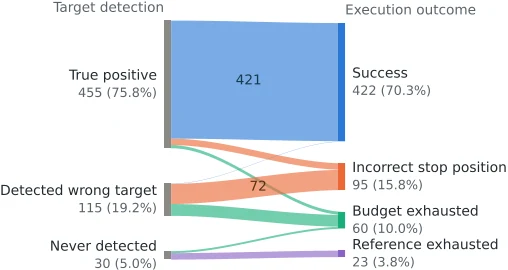 Target detection
Execution outcome
True positive
455 (75.8%)
421
Success
422 (70.3%)
Detected wrong target
115 (19.2%)
72
Incorrect stop position
95 (15.8%)
Budget exhausted
60 (10.0%)
Never detected
30 (5.0%)
Reference exhausted
23 (3.8%)